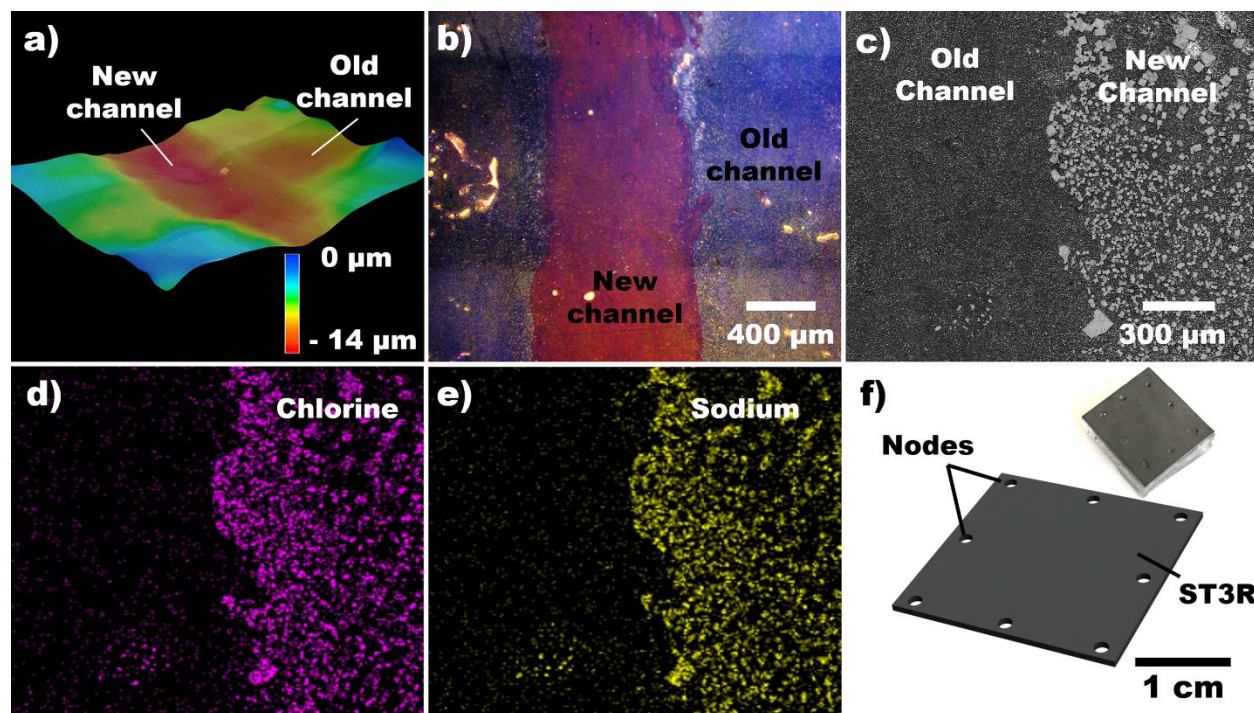 a)
New
channel
Old
channel
0 µm
- 14 µm
b)
Old
channel
New
channel
400 µm
c)
Old
Channel
New
Channel
300 µm
d)
Chlorine
e)
Sodium
f)
Nodes
ST3R
1 cm